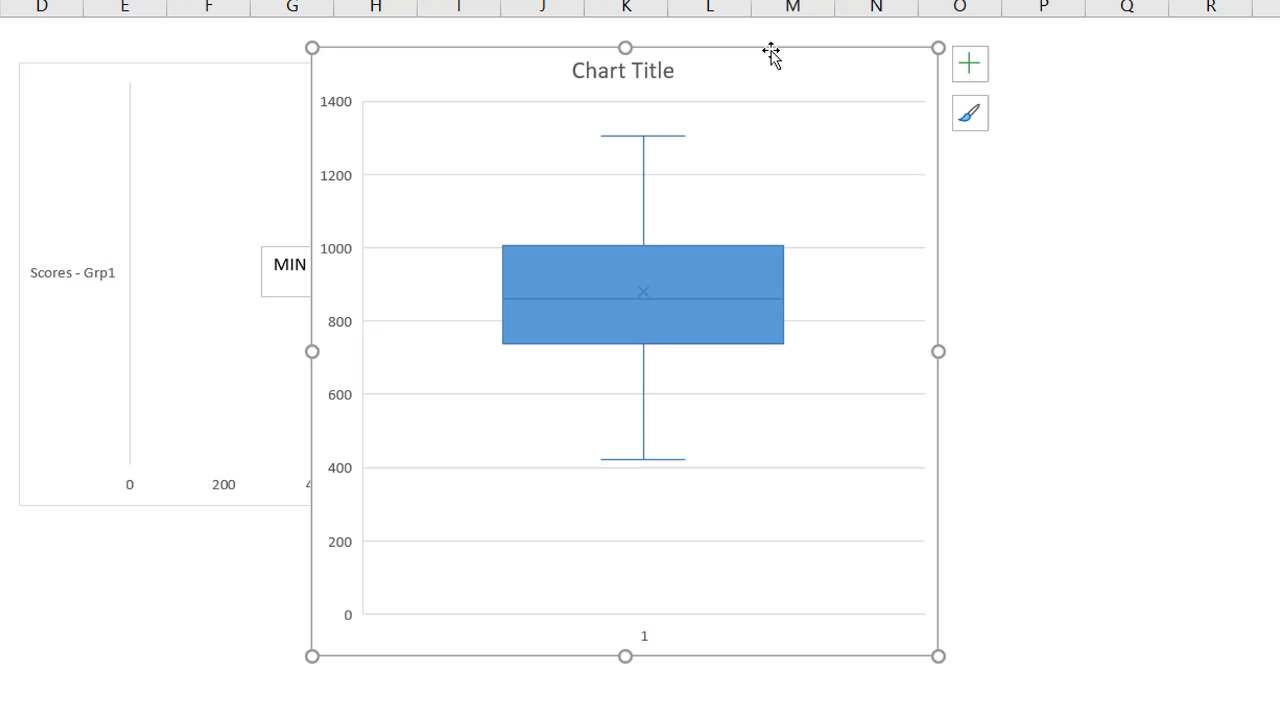 D E F G H I J K L M N O P Q R
Chart Title
1400
1200
1000
800
600
400
200
0
1
MIN
Scores - Grp1
0 200